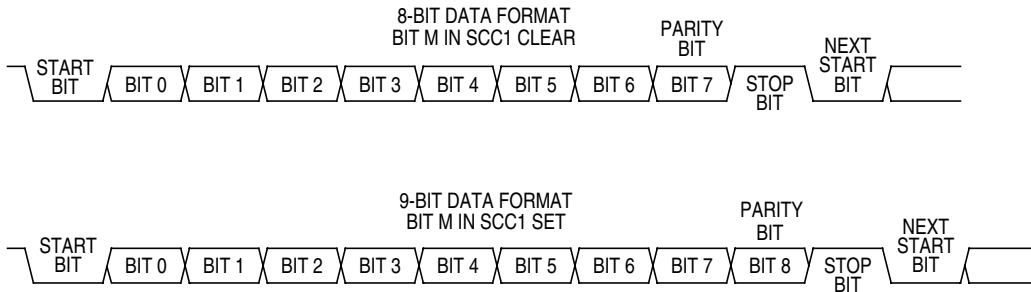 8-BIT DATA FORMAT
BIT M IN SCC1 CLEAR
PARITY
BIT
START
BIT
BIT 0
BIT 1
BIT 2
BIT 3
BIT 4
BIT 5
BIT 6
BIT 7
STOP
BIT
NEXT
START
BIT
9-BIT DATA FORMAT
BIT M IN SCC1 SET
PARITY
BIT
START
BIT
BIT 0
BIT 1
BIT 2
BIT 3
BIT 4
BIT 5
BIT 6
BIT 7
BIT 8
STOP
BIT
NEXT
START
BIT